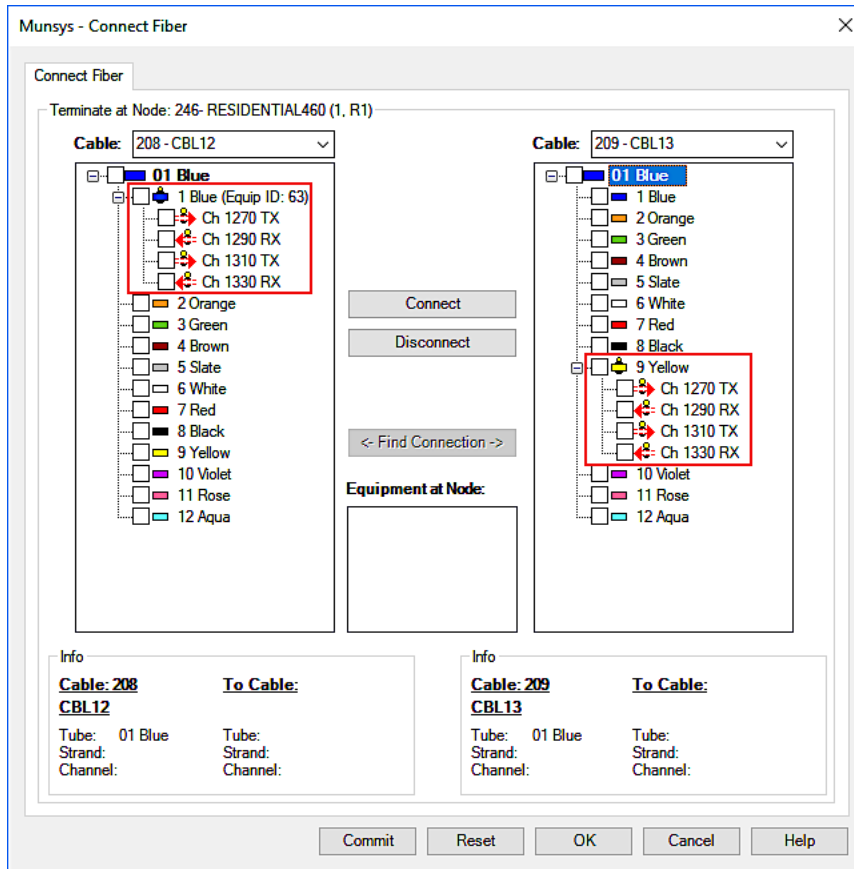 Munsys - Connect Fiber
Connect Fiber
Terminate at Node: 246- RESIDENTIAL460 (1, R1)
Cable: 208 - CBL12
01 Blue
1 Blue (Equip ID: 63)
Ch 1270 TX
Ch 1290 RX
Ch 1310 TX
Ch 1330 RX
2 Orange
3 Green
4 Brown
5 Slate
6 White
7 Red
8 Black
9 Yellow
10 Violet
11 Rose
12 Aqua
Connect
Disconnect
<- Find Connection ->
Equipment at Node:
Cable: 209 - CBL13
01 Blue
1 Blue
2 Orange
3 Green
4 Brown
5 Slate
6 White
7 Red
8 Black
9 Yellow
Ch 1270 TX
Ch 1290 RX
Ch 1310 TX
Ch 1330 RX
10 Violet
11 Rose
12 Aqua
Info
Cable: 208 To Cable:
CBL12
Tube: 01 Blue Tube:
Strand: Strand:
Channel: Channel:
Info
Cable: 209 To Cable:
CBL13
Tube: 01 Blue Tube:
Strand: Strand:
Channel: Channel:
Commit Reset OK Cancel Help